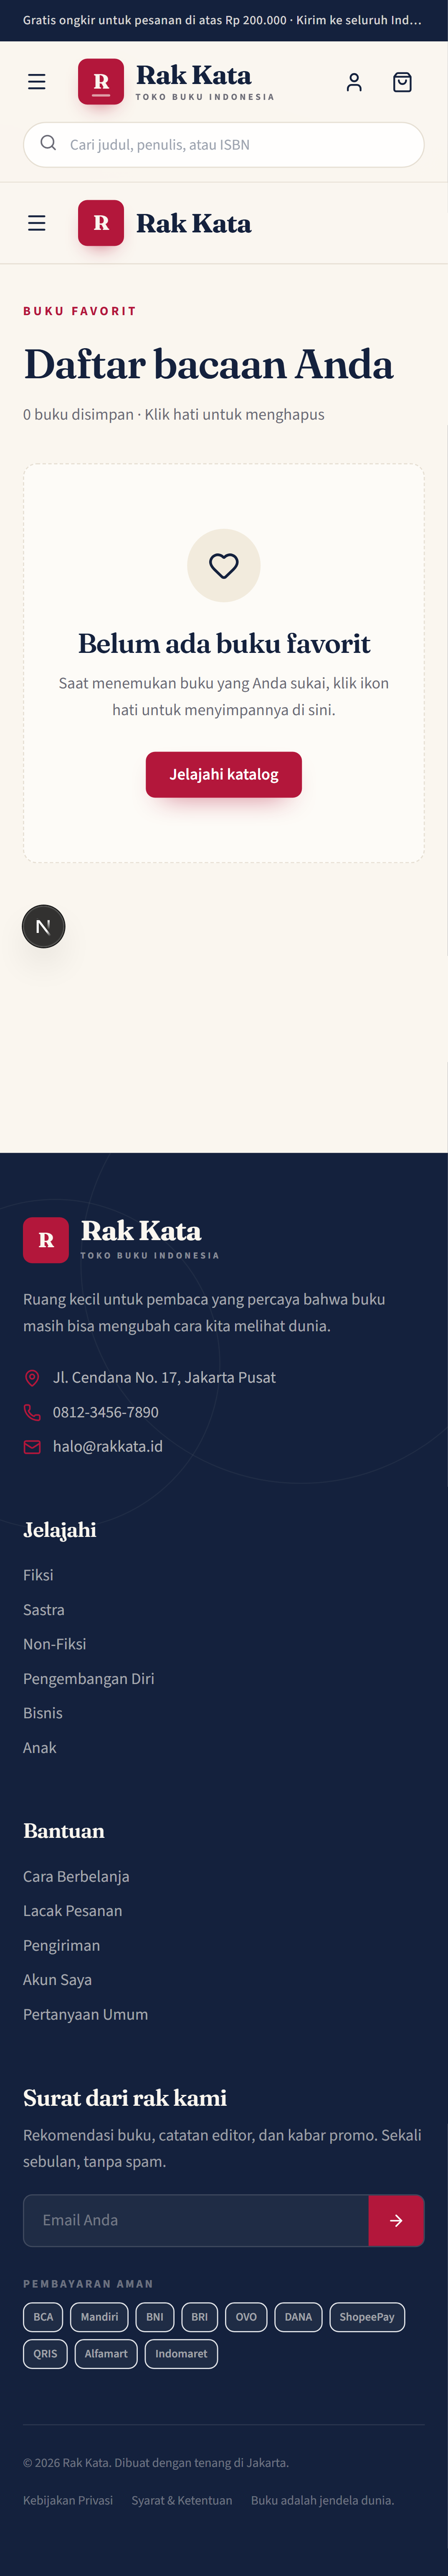 Gratis ongkir untuk pesanan di atas Rp 200.000 · Kirim ke seluruh Ind...
R
Rak Kata
TOKO BUKU INDONESIA
Cari judul, penulis, atau ISBN
R
Rak Kata
BUKU FAVORIT
Daftar bacaan Anda
0 buku disimpan · Klik hati untuk menghapus
Belum ada buku favorit
Saat menemukan buku yang Anda sukai, klik ikon
hati untuk menyimpannya di sini.
Jelajahi katalog
N
R
Rak Kata
TOKO BUKU INDONESIA
Ruang kecil untuk pembaca yang percaya bahwa buku
masih bisa mengubah cara kita melihat dunia.
Jl. Cendana No. 17, Jakarta Pusat
0812-3456-7890
halo@rakkata.id
Jelajahi
Fiksi
Sastra
Non-Fiksi
Pengembangan Diri
Bisnis
Anak
Bantuan
Cara Berbelanja
Lacak Pesanan
Pengiriman
Akun Saya
Pertanyaan Umum
Surat dari rak kami
Rekomendasi buku, catatan editor, dan kabar promo. Sekali
sebulan, tanpa spam.
Email Anda
PEMBAYARAN AMAN
BCA Mandiri BNI BRI OVO DANA ShopeePay
QRIS Alfamart Indomaret
© 2026 Rak Kata. Dibuat dengan tenang di Jakarta.
Kebijakan Privasi Syarat & Ketentuan Buku adalah jendela dunia.